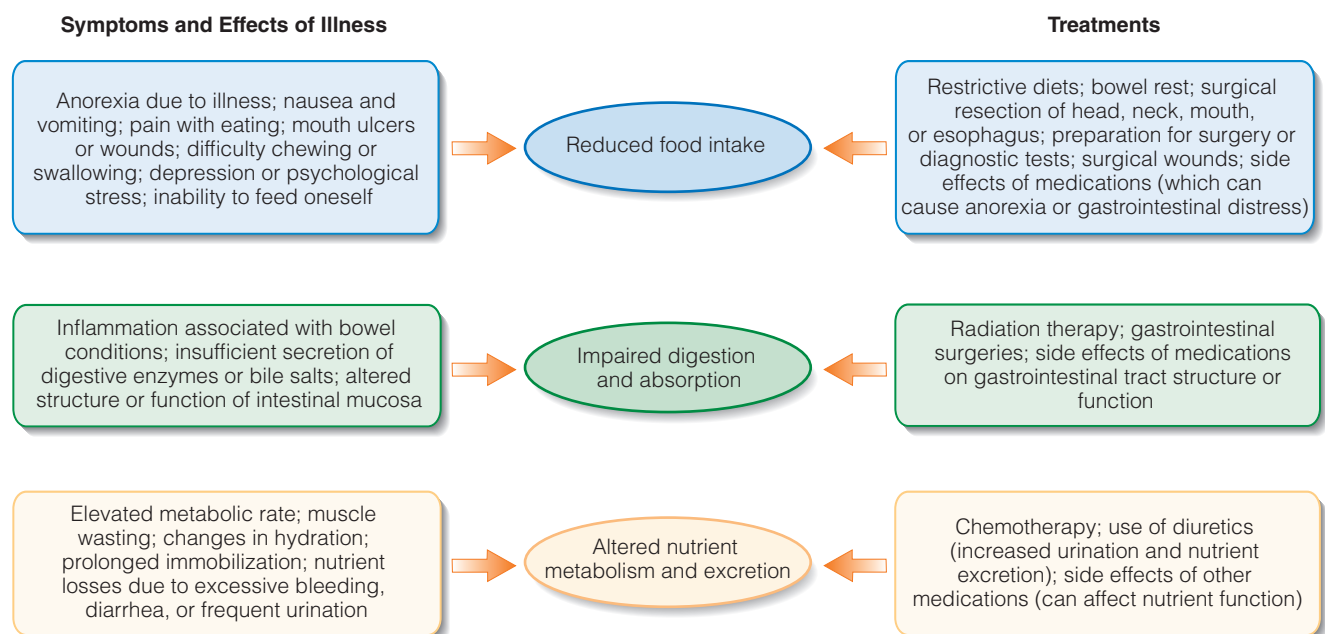 Symptoms and Effects of Illness
Treatments
Anorexia due to illness; nausea and
vomiting; pain with eating; mouth ulcers
or wounds; difficulty chewing or
swallowing; depression or psychological
stress; inability to feed oneself
Reduced food intake
Restrictive diets; bowel rest; surgical
resection of head, neck, mouth,
or esophagus; preparation for surgery or
diagnostic tests; surgical wounds; side
effects of medications (which can
cause anorexia or gastrointestinal distress)
Inflammation associated with bowel
conditions; insufficient secretion of
digestive enzymes or bile salts; altered
structure or function of intestinal mucosa
Impaired digestion
and absorption
Radiation therapy; gastrointestinal
surgeries; side effects of medications
on gastrointestinal tract structure or
function
Elevated metabolic rate; muscle
wasting; changes in hydration;
prolonged immobilization; nutrient
losses due to excessive bleeding,
diarrhea, or frequent urination
Altered nutrient
metabolism and excretion
Chemotherapy; use of diuretics
(increased urination and nutrient
excretion); side effects of other
medications (can affect nutrient function)